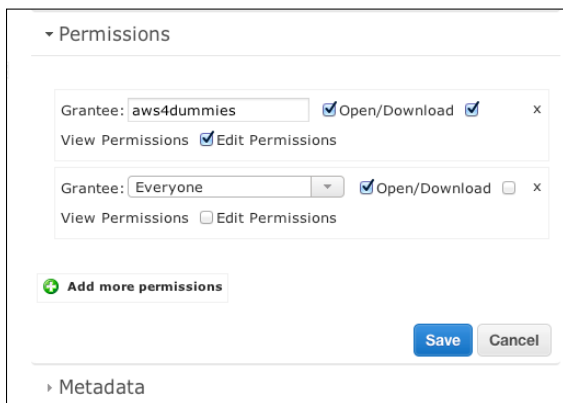 Permissions
Grantee: aws4dummies Open/Download x
View Permissions Edit Permissions
Grantee: Everyone Open/Download x
View Permissions Edit Permissions
Add more permissions
Save Cancel
Metadata